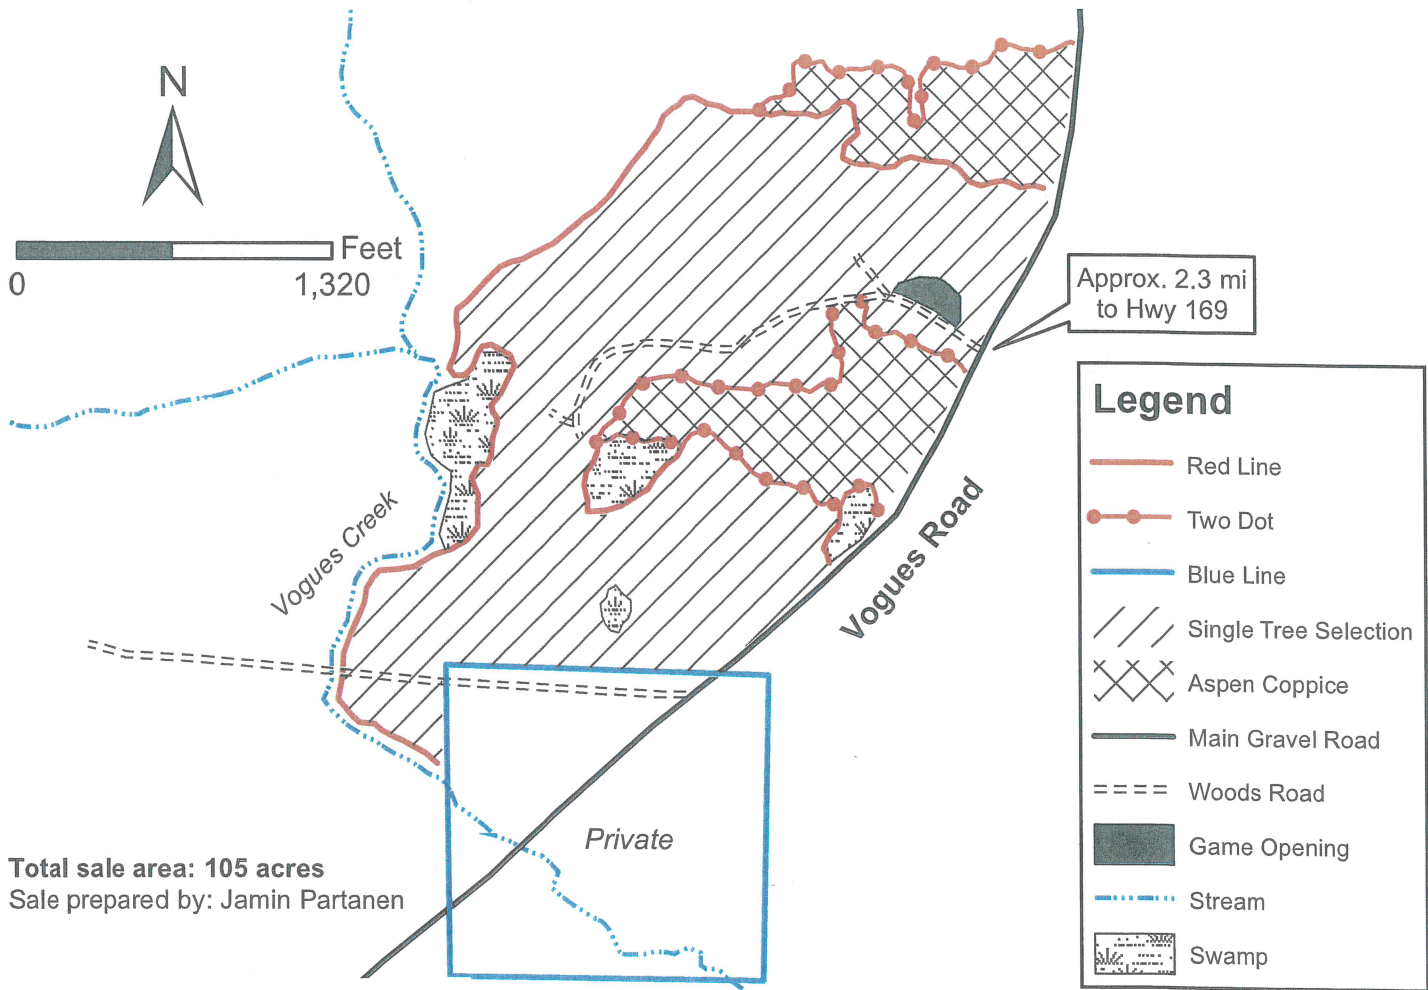 N
Feet
0
1,320
Approx. 2.3 mi
to Hwy 169
Vogues Creek
Vogues Road
Private
Total sale area: 105 acres
Sale prepared by: Jamin Partanen
Legend
Red Line
Two Dot
Blue Line
Single Tree Selection
Aspen Coppice
Main Gravel Road
Woods Road
Game Opening
Stream
Swamp